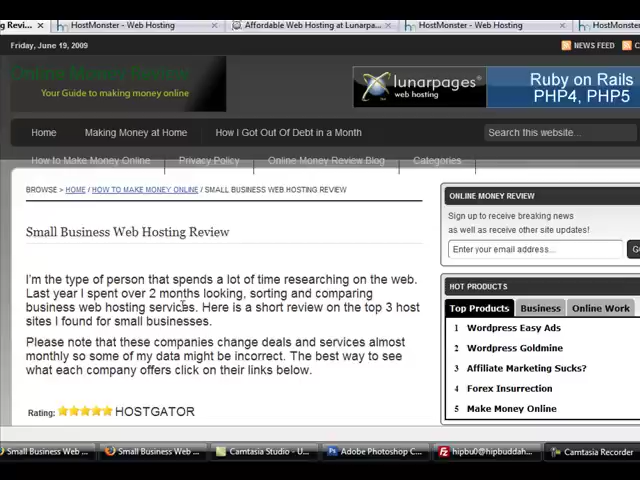 HostMonster - Web Hosting
Affordable Web Hosting at Lunarpa...
HostMonster - Web Hosting
HostMonste
Friday, June 19, 2009
NEWS FEED
Online Money Review
Your Guide to making money online
lunarpages
web hosting
Ruby on Rails
PHP4, PHP5
Home
Making Money at Home
How I Got Out Of Debt in a Month
Search this website...
How to Make Money Online
Privacy Policy
Online Money Review Blog
Categories
BROWSE > HOME / HOW TO MAKE MONEY ONLINE / SMALL BUSINESS WEB HOSTING REVIEW
Small Business Web Hosting Review
I'm the type of person that spends a lot of time researching on the web.
Last year I spent over 2 months looking, sorting and comparing
business web hosting services. Here is a short review on the top 3 host
sites I found for small businesses.
Please note that these companies change deals and services almost
monthly so some of my data might be incorrect. The best way to see
what each company offers click on their links below.
Rating: HOSTGATOR
ONLINE MONEY REVIEW
Sign up to receive breaking news
as well as receive other site updates!
Enter your email address...
HOT PRODUCTS
Top Products
Business
Online Work
1 Wordpress Easy Ads
2 Wordpress Goldmine
3 Affiliate Marketing Sucks?
4 Forex Insurrection
5 Make Money Online
Small Business Web ...
Small Business Web ...
Camtasia Studio - U...
Adobe Photoshop C...
hipbu0@hipbuddah...
Camtasia Recorder